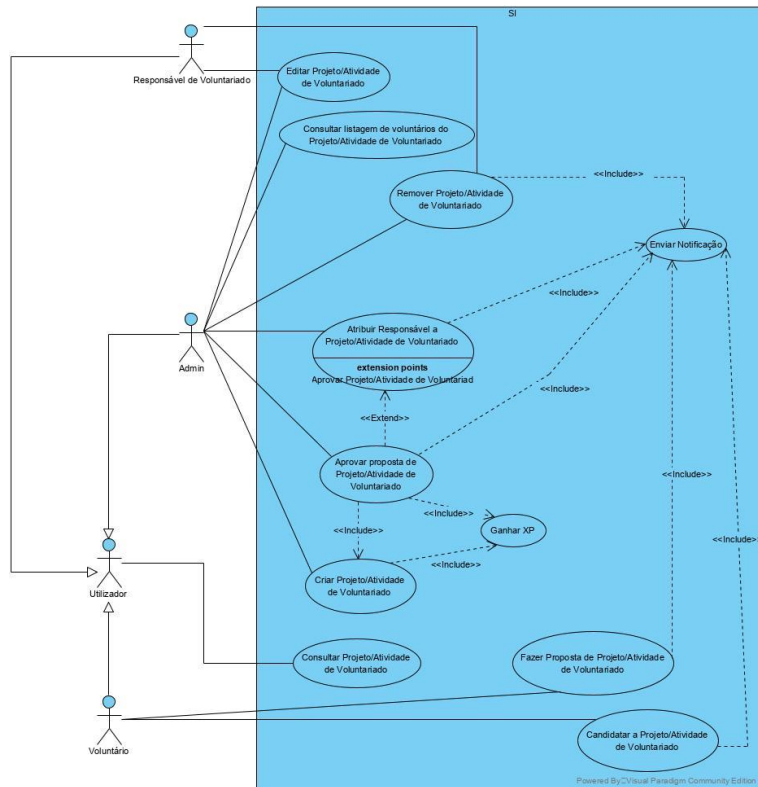 SI
Responsável de Voluntariado
Editar Projeto/Atividade
de Voluntariado
Consultar listagem de voluntários do
Projeto/Atividade de Voluntariado
Remover Projeto/Atividade
de Voluntariado
<<Include>>
Enviar Notificação
<<Include>>
Admin
Atribuir Responsável a
Projeto/Atividade de Voluntariado
extension points
Aprovar Projeto/Atividade de Voluntariad
<<Include>>
<<Extend>>
Aprovar proposta de
Projeto/Atividade de
Voluntariado
<<Include>>
<<Include>>
<<Include>>
Ganhar XP
<<Include>>
<<Include>>
Criar Projeto/Atividade
de Voluntariado
Utilizador
Consultar Projeto/Atividade
de Voluntariado
Fazer Proposta de Projeto/Atividade
de Voluntariado
Voluntário
Candidatar a Projeto/Atividade
de Voluntariado
Powered By Visual Paradigm Community Edition